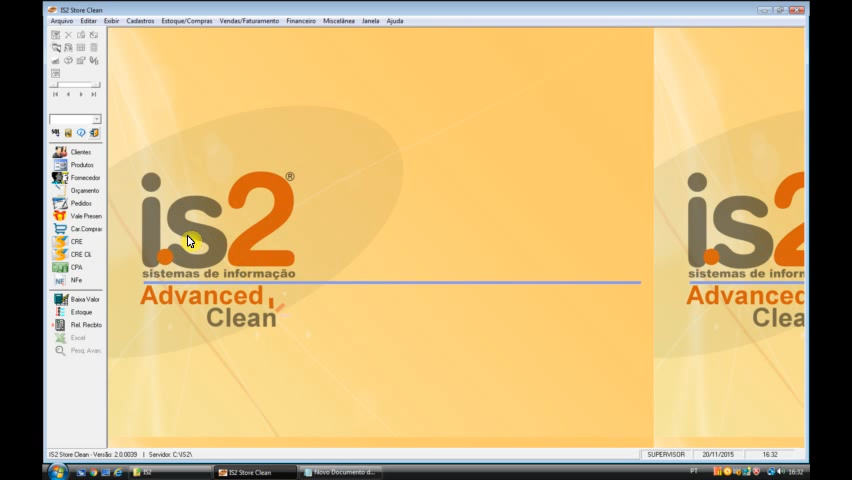 IS2 Store Clean
Arquivo Editar Exibir Cadastros Estoque/Compras Vendas/Faturamento Financeiro Miscelânea Janela Ajuda
Clientes
Produtos
Fornecedor
Orçamento
Pedidos
Vale Presen
Car.Compras
CRE
CRE Cli.
CPA
NFe
Baixa Valor
Estoque
Rel. Recbto
Excel
Pesq. Avan.
is2®
sistemas de informação
Advanced
Clean
is2
sistemas de inform
Advanced
Clea
IS2 Store Clean - Versão: 2.0.0039 | Servidor: C:\IS2\
SUPERVISOR 20/11/2015 16:32
IS2 IS2 Store Clean Novo Documento d... PT 16:32